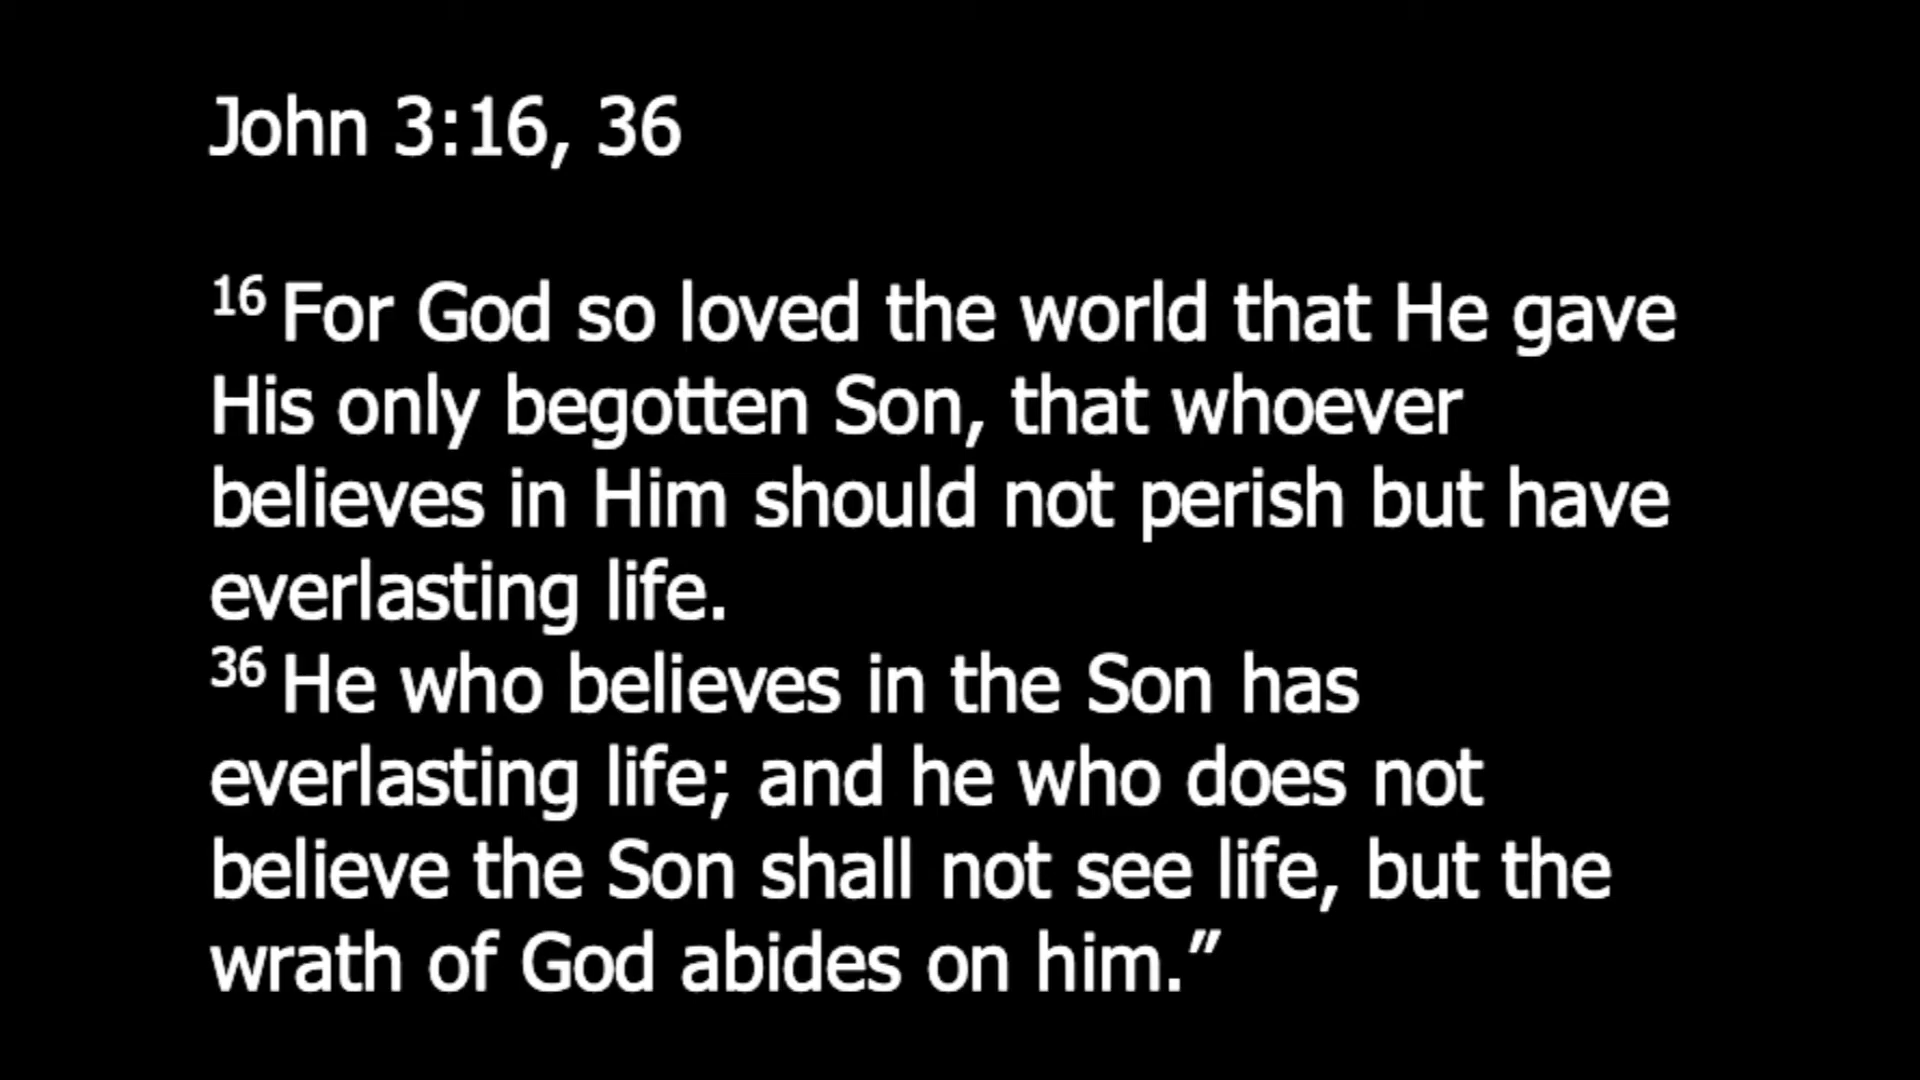 John 3:16, 36
16 For God so loved the world that He gave
His only begotten Son, that whoever
believes in Him should not perish but have
everlasting life.
36 He who believes in the Son has
everlasting life; and he who does not
believe the Son shall not see life, but the
wrath of God abides on him.”